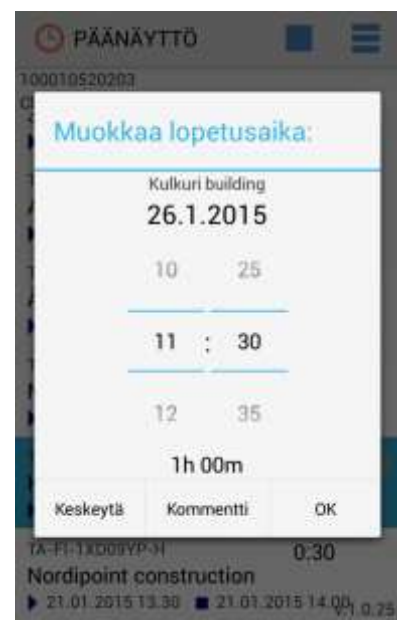 PÄÄNÄYTTÖ
100010520203
Muokkaa lopetusaika:
Kulkuri building
26.1.2015
10 25
11 : 30
12 35
1h 00m
Keskeytä Kommentti OK
TA-FI-1XD09YP-H 0:30
Nordipoint construction
21.01.2015 13.30 21.01.2015 14.00
V.1.0.25